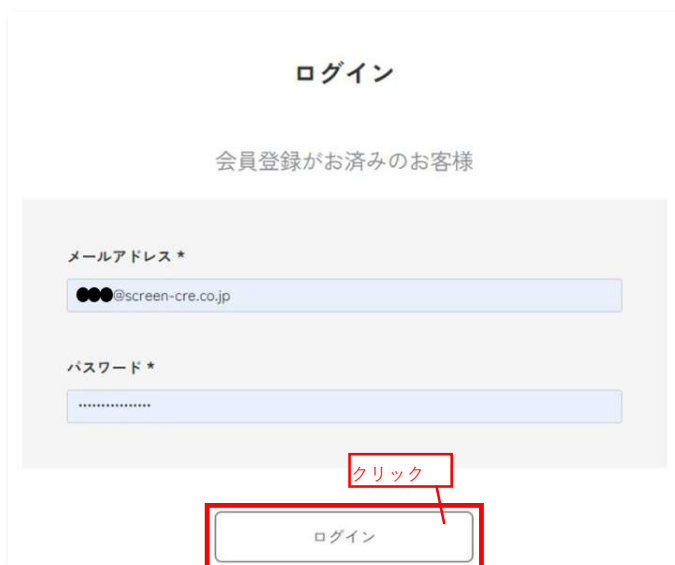 ログイン
会員登録がお済みのお客様
メールアドレス *
@screen-cre.co.jp
パスワード *
クリック
ログイン